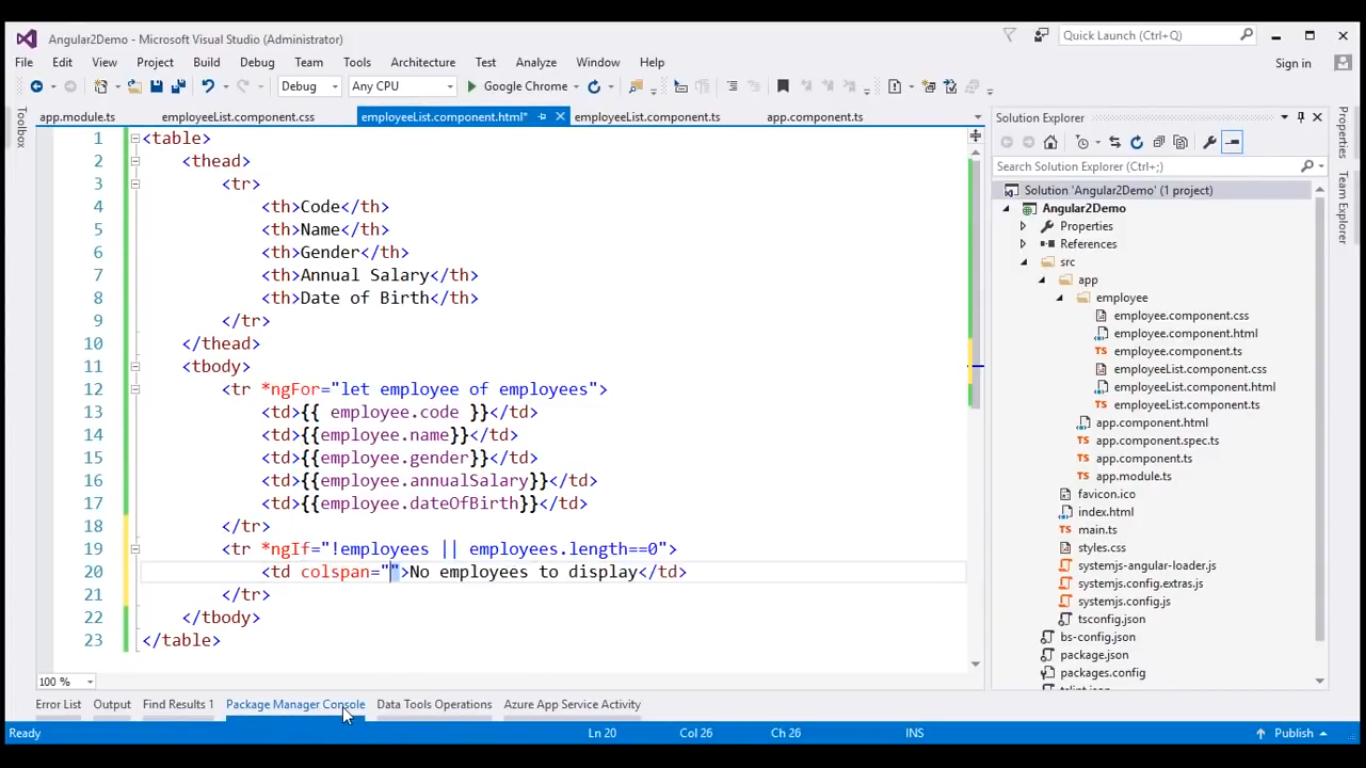 Angular2Demo - Microsoft Visual Studio (Administrator)
Quick Launch (Ctrl+Q)
File Edit View Project Build Debug Team Tools Architecture Test Analyze Window Help
Sign in
Debug Any CPU Google Chrome
Toolbox
app.module.ts employeeList.component.css employeeList.component.html* employeeList.component.ts app.component.ts
1 <table>
2 <thead>
3 <tr>
4 <th>Code</th>
5 <th>Name</th>
6 <th>Gender</th>
7 <th>Annual Salary</th>
8 <th>Date of Birth</th>
9 </tr>
10 </thead>
11 <tbody>
12 <tr *ngFor="let employee of employees">
13 <td>{{ employee.code }}</td>
14 <td>{{employee.name}}</td>
15 <td>{{employee.gender}}</td>
16 <td>{{employee.annualSalary}}</td>
17 <td>{{employee.dateOfBirth}}</td>
18 </tr>
19 <tr *ngIf="!employees || employees.length==0">
20 <td colspan="">No employees to display</td>
21 </tr>
22 </tbody>
23 </table>
100 %
Solution Explorer
Search Solution Explorer (Ctrl+;)
Solution 'Angular2Demo' (1 project)
Angular2Demo
Properties
References
src
app
employee
employee.component.css
employee.component.html
TS employee.component.ts
employeeList.component.css
employeeList.component.html
TS employeeList.component.ts
app.component.html
TS app.component.spec.ts
TS app.component.ts
TS app.module.ts
favicon.ico
index.html
TS main.ts
styles.css
systemjs-angular-loader.js
systemjs.config.extras.js
systemjs.config.js
tsconfig.json
bs-config.json
package.json
packages.config
Properties
Team Explorer
Error List Output Find Results 1 Package Manager Console Data Tools Operations Azure App Service Activity
Ready Ln 20 Col 26 Ch 26 INS Publish